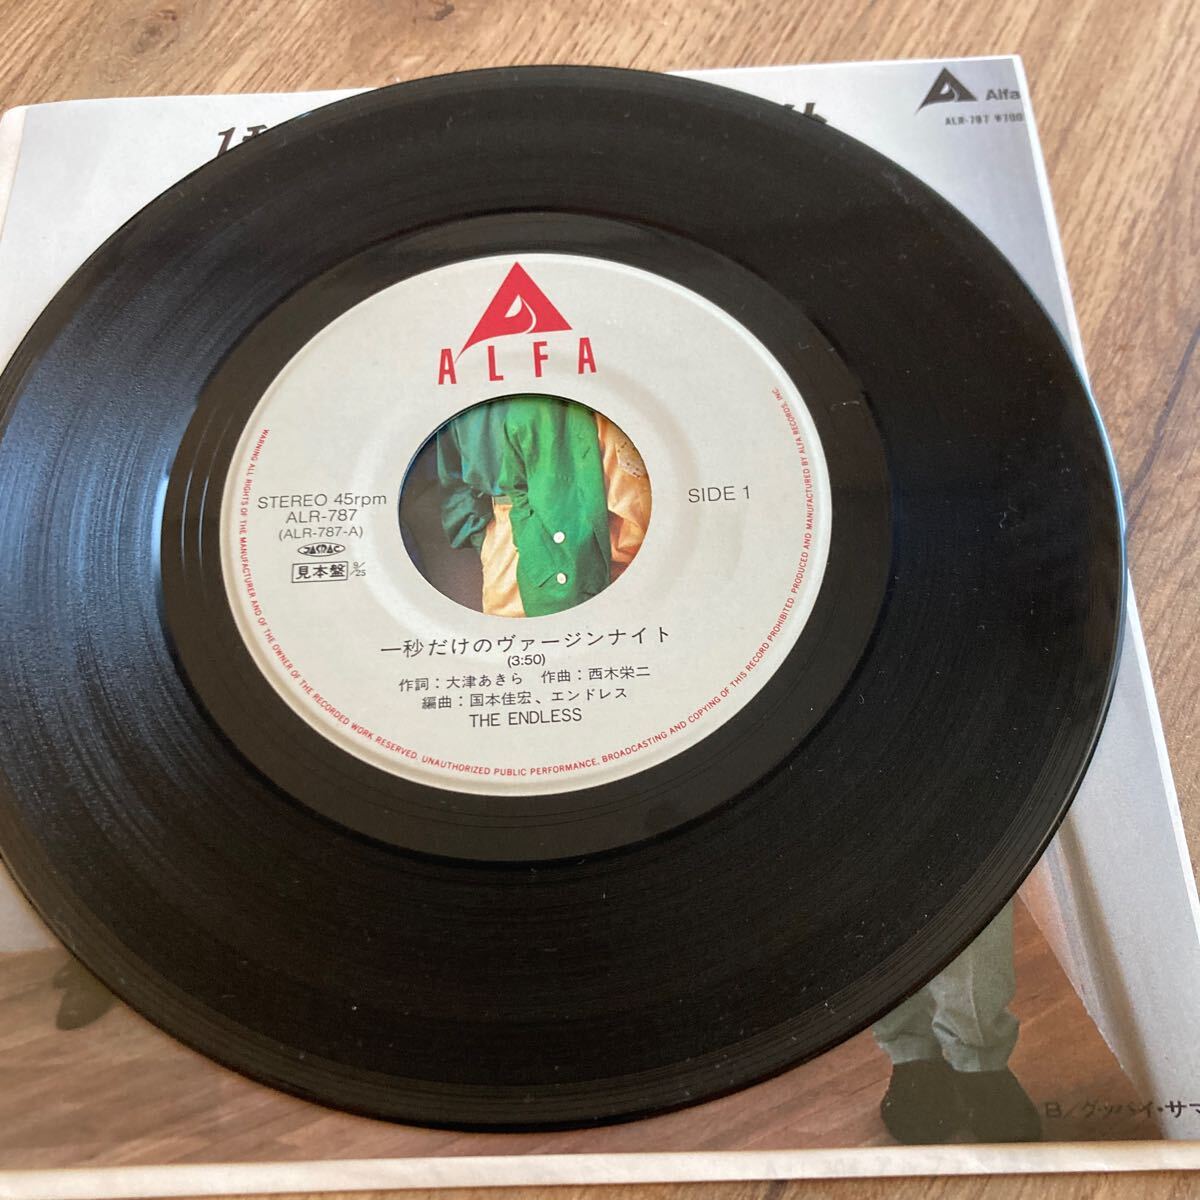 Alfa
ALR-787 ¥700
ALFA
STEREO 45rpm
ALR-787
(ALR-787-A)
JASRAC
見本盤 9/25
SIDE 1
一秒だけのヴァージンナイト
(3:50)
作詞：大津あきら 作曲：西木栄二
編曲：国本佳宏、エンドレス
THE ENDLESS
WARNING: ALL RIGHTS OF THE MANUFACTURER AND OF THE OWNER OF THE RECORDED WORK RESERVED. UNAUTHORIZED PUBLIC PERFORMANCE, BROADCASTING AND COPYING OF THIS RECORD PROHIBITED. PRODUCED AND MANUFACTURED BY ALFA RECORDS, INC.
B/グッバイ・サマ